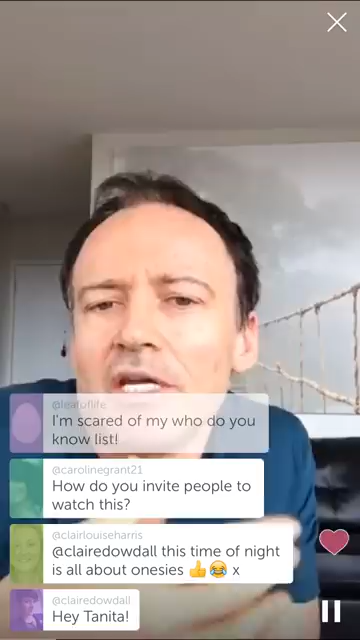 @leafoflife
I'm scared of my who do you
know list!
@carolinegrant21
How do you invite people to
watch this?
@clairlouiseharris
@clairedowdall this time of night
is all about onesies 👍😂 x
@clairedowdall
Hey Tanita!